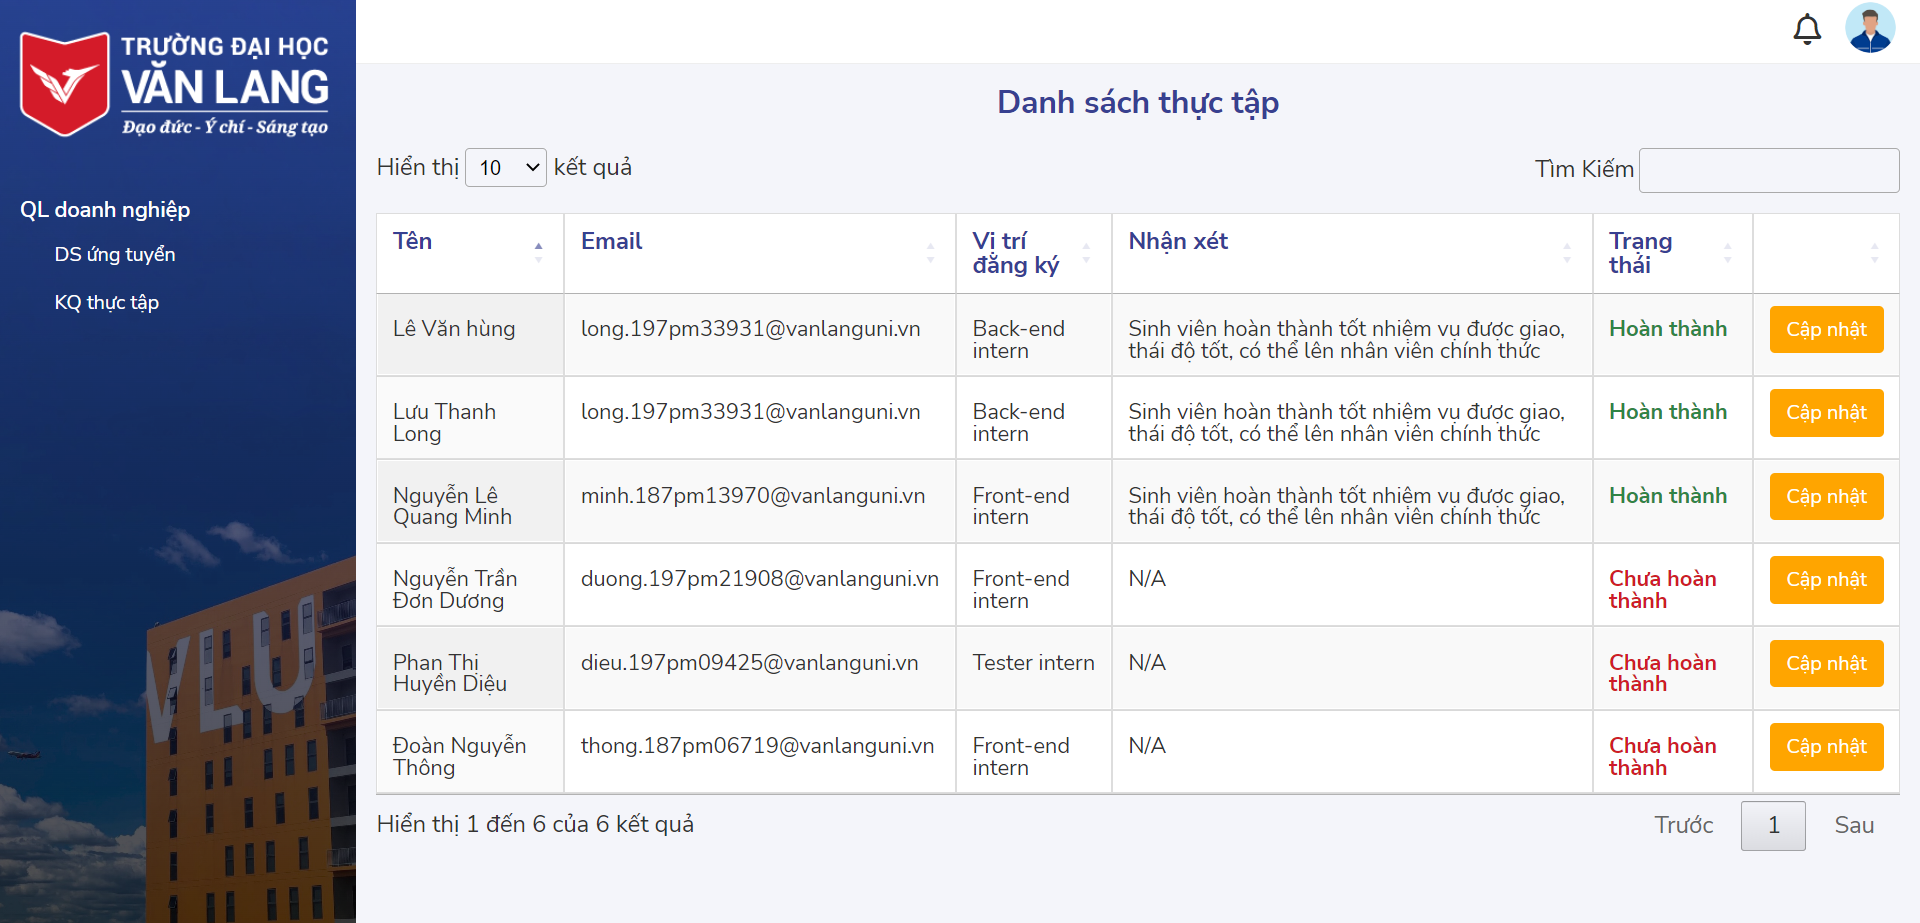 TRƯỜNG ĐẠI HỌC
VĂN LANG
Đạo đức - Ý chí - Sáng tạo
QL doanh nghiệp
DS ứng tuyển
KQ thực tập
VLU
Danh sách thực tập
Hiển thị 10 kết quả
Tìm Kiếm
Tên
Email
Vị trí
đăng ký
Nhận xét
Trạng
thái
Lê Văn hùng
long.197pm33931@vanlanguni.vn
Back-end
intern
Sinh viên hoàn thành tốt nhiệm vụ được giao,
thái độ tốt, có thể lên nhân viên chính thức
Hoàn thành
Cập nhật
Lưu Thanh
Long
long.197pm33931@vanlanguni.vn
Back-end
intern
Sinh viên hoàn thành tốt nhiệm vụ được giao,
thái độ tốt, có thể lên nhân viên chính thức
Hoàn thành
Cập nhật
Nguyễn Lê
Quang Minh
minh.187pm13970@vanlanguni.vn
Front-end
intern
Sinh viên hoàn thành tốt nhiệm vụ được giao,
thái độ tốt, có thể lên nhân viên chính thức
Hoàn thành
Cập nhật
Nguyễn Trần
Đơn Dương
duong.197pm21908@vanlanguni.vn
Front-end
intern
N/A
Chưa hoàn
thành
Cập nhật
Phan Thị
Huyền Diệu
dieu.197pm09425@vanlanguni.vn
Tester intern
N/A
Chưa hoàn
thành
Cập nhật
Đoàn Nguyễn
Thông
thong.187pm06719@vanlanguni.vn
Front-end
intern
N/A
Chưa hoàn
thành
Cập nhật
Hiển thị 1 đến 6 của 6 kết quả
Trước 1 Sau